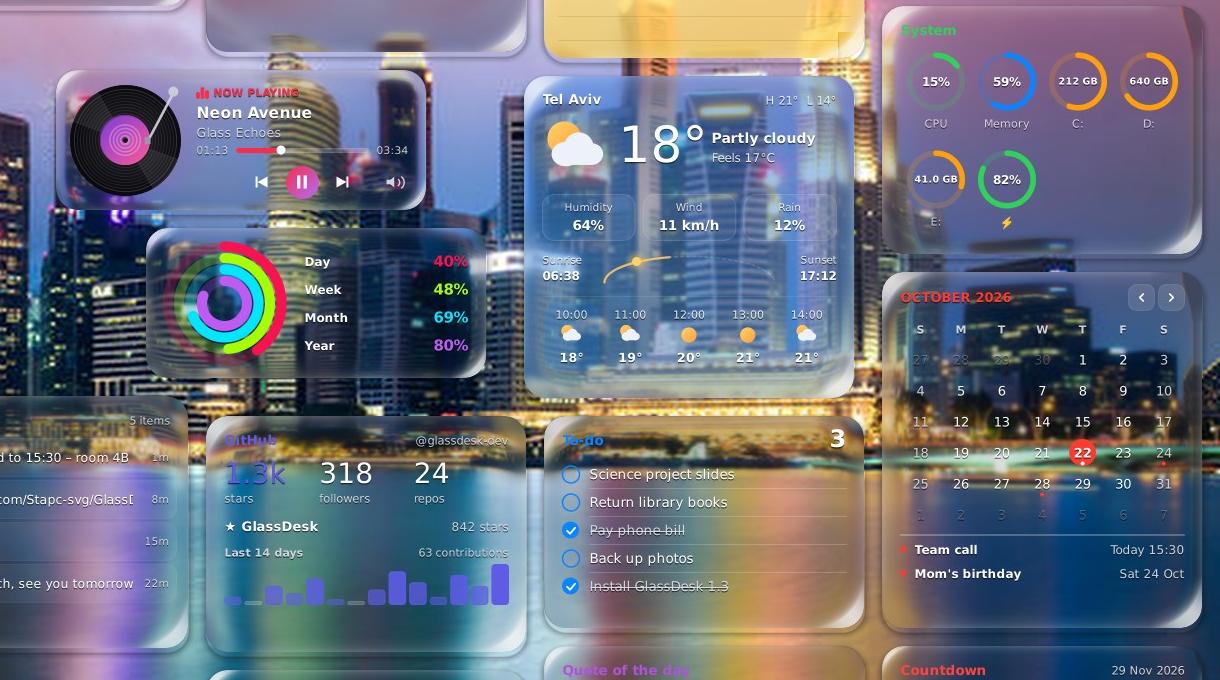 NOW PLAYING
Neon Avenue
Glass Echoes
01:13 03:34
Day 40%
Week 48%
Month 69%
Year 80%
5 items
d to 15:30 – room 4B 1m
com/Stapc-svg/GlassD 8m
15m
ch, see you tomorrow 22m
GitHub @glassdesk-dev
1.3k 318 24
stars followers repos
★ GlassDesk 842 stars
Last 14 days 63 contributions
Tel Aviv H 21° L 14°
18° Partly cloudy
Feels 17°C
Humidity Wind Rain
64% 11 km/h 12%
Sunrise Sunset
06:38 17:12
10:00 11:00 12:00 13:00 14:00
18° 19° 20° 21° 21°
To-do 3
Science project slides
Return library books
Pay phone bill
Back up photos
Install GlassDesk 1.3
Quote of the day
System
15% 59% 212 GB 640 GB
CPU Memory C: D:
41.0 GB 82%
E: ⚡
OCTOBER 2026
S M T W T F S
27 28 29 30 1 2 3
4 5 6 7 8 9 10
11 12 13 14 15 16 17
18 19 20 21 22 23 24
25 26 27 28 29 30 31
1 2 3 4 5 6 7
Team call Today 15:30
Mom's birthday Sat 24 Oct
Countdown 29 Nov 2026